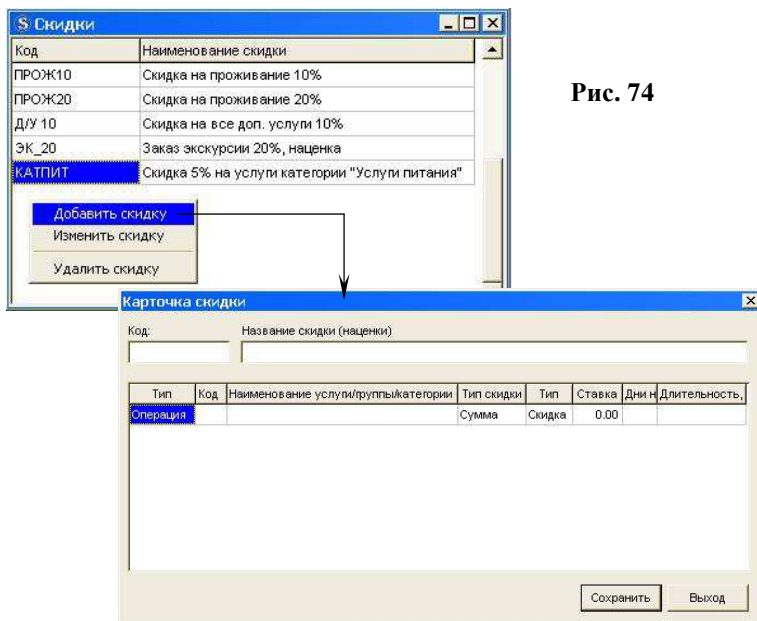 Скидки
Код Наименование скидки
ПРОЖ10 Скидка на проживание 10%
ПРОЖ20 Скидка на проживание 20%
Д/У 10 Скидка на все доп. услуги 10%
ЭК_20 Заказ экскурсии 20%, наценка
КАТПИТ Скидка 5% на услуги категории "Услуги питания"
Рис. 74
Добавить скидку
Изменить скидку
Удалить скидку
Карточка скидки
Код: Название скидки (наценки)
Тип Код Наименование услуги/группы/категории Тип скидки Тип Ставка Дни н Длительность,
Операция Сумма Скидка 0.00
Сохранить Выход